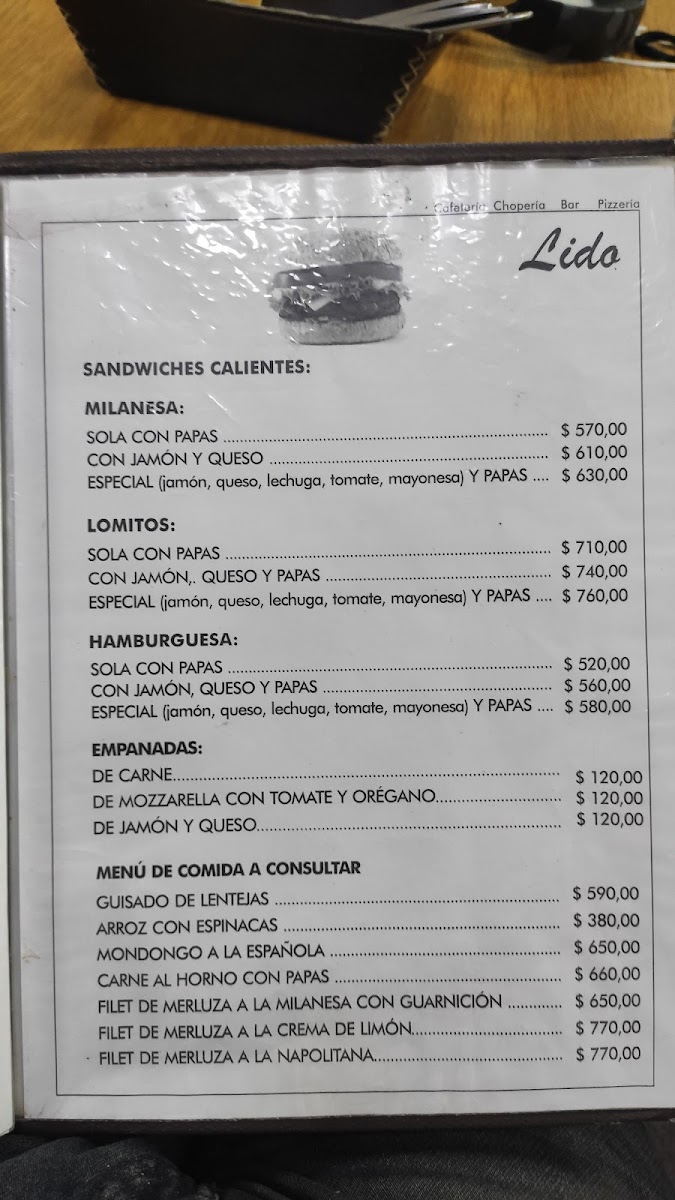 Cafetería Chopería Bar Pizzería
Lido
SANDWICHES CALIENTES:
MILANESA:
SOLA CON PAPAS ........ $ 570,00
CON JAMÓN Y QUESO ........ $ 610,00
ESPECIAL (jamón, queso, lechuga, tomate, mayonesa) Y PAPAS .... $ 630,00
LOMITOS:
SOLA CON PAPAS ........ $ 710,00
CON JAMÓN,. QUESO Y PAPAS ........ $ 740,00
ESPECIAL (jamón, queso, lechuga, tomate, mayonesa) Y PAPAS .... $ 760,00
HAMBURGUESA:
SOLA CON PAPAS ........ $ 520,00
CON JAMÓN, QUESO Y PAPAS ........ $ 560,00
ESPECIAL (jamón, queso, lechuga, tomate, mayonesa) Y PAPAS .... $ 580,00
EMPANADAS:
DE CARNE........ $ 120,00
DE MOZZARELLA CON TOMATE Y ORÉGANO........ $ 120,00
DE JAMÓN Y QUESO........ $ 120,00
MENÚ DE COMIDA A CONSULTAR
GUISADO DE LENTEJAS ........ $ 590,00
ARROZ CON ESPINACAS ........ $ 380,00
MONDONGO A LA ESPAÑOLA ........ $ 650,00
CARNE AL HORNO CON PAPAS ........ $ 660,00
FILET DE MERLUZA A LA MILANESA CON GUARNICIÓN ........ $ 650,00
FILET DE MERLUZA A LA CREMA DE LIMÓN........ $ 770,00
FILET DE MERLUZA A LA NAPOLITANA........ $ 770,00